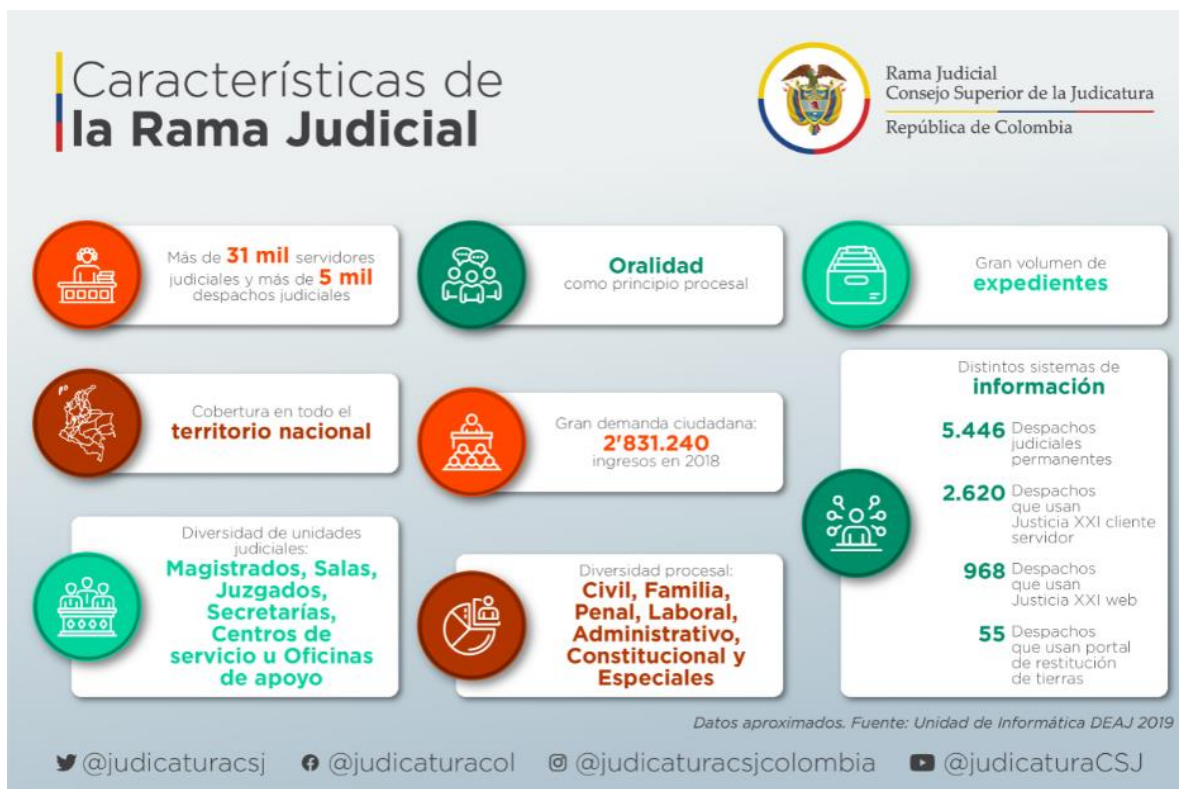 Características de
la Rama Judicial
Rama Judicial
Consejo Superior de la Judicatura
República de Colombia
Más de 31 mil servidores
judiciales y más de 5 mil
despachos judiciales
Oralidad
como principio procesal
Gran volumen de
expedientes
Cobertura en todo el
territorio nacional
Gran demanda ciudadana:
2'831.240
ingresos en 2018
Distintos sistemas de
información
5.446 Despachos
judiciales
permanentes
2.620 Despachos
que usan
Justicia XXI cliente
servidor
968 Despachos
que usan
Justicia XXI web
55 Despachos
que usan portal
de restitución
de tierras
Diversidad de unidades
judiciales:
Magistrados, Salas,
Juzgados,
Secretarías,
Centros de
servicio u Oficinas
de apoyo
Diversidad procesal:
Civil, Familia,
Penal, Laboral,
Administrativo,
Constitucional y
Especiales
Datos aproximados. Fuente: Unidad de Informática DEAJ 2019
@judicaturacsj @judicaturacol @judicaturacsjcolombia @judicaturaCSJ